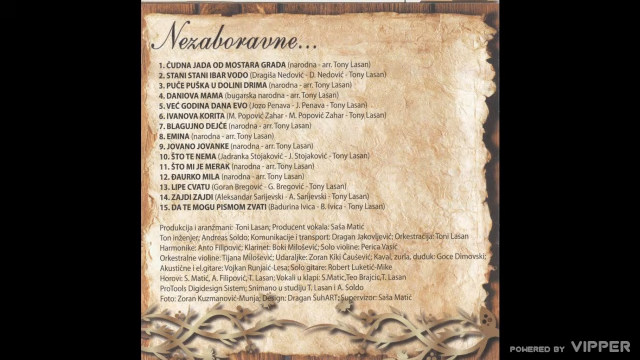 Nezaboravne...
1. ČUDNA JADA OD MOSTARA GRADA (narodna - arr. Tony Lasan)
2. STANI STANI IBAR VODO (Dragiša Nedović - D. Nedović - Tony Lasan)
3. PUČE PUŠKA U DOLINI DRIMA (narodna - arr. Tony Lasan)
4. DANIOVA MAMA (buganska narodna - arr. Tony Lasan)
5. VEĆ GODINA DANA EVO (Jozo Penava - J. Penava - Tony Lasan)
6. IVANOVA KORITA (M. Popović Zahar - M. Popović Zahar - Tony Lasan)
7. BLAGUJNO DEJČE (narodna - arr. Tony Lasan)
8. EMINA (narodna - arr. Tony Lasan)
9. JOVANO JOVANKE (narodna - arr. Tony Lasan)
10. ŠTO TE NEMA (Jadranka Stojaković - J. Stojaković - Tony Lasan)
11. ŠTO MI JE MERAK (narodna - arr. Tony Lasan)
12. ĐAURKO MILA (narodna - arr. Tony Lasan)
13. LIPE CVATU (Goran Bregović - G. Bregović - Tony Lasan)
14. ZAJDI ZAJDI (Aleksandar Sarijevski - A. Sarijevski - Tony Lasan)
15. DA TE MOGU PISMOM ZVATI (Badurina Ivica - B. Ivica - Tony Lasan)
Produkcija i aranžmani: Toni Lasan; Producent vokala: Saša Matić
Ton inženjer; Andreas Soldo; Komunikacije i transport: Dragan Jakovljević; Orkestracija: Toni Lasan
Harmonike: Anto Filipović; Klarinet: Boki Milošević; Solo violine: Perica Vasić
Orkestralne violine: Tijana Milošević; Udaraljke: Zoran Kiki Čaušević; Kaval, zurla, duduk: Goce Dimovski;
Akustične i el.gitare: Vojkan Runjaić-Lesa; Solo gitare: Robert Luketić-Mike
Horovi: S. Matić, A. Filipović, T. Lasan; Vokali u klapi: S.Matić, Teo Brajčić, T. Lasan
ProTools Digidesign Sistem; Snimano u studiju T. Lasan i A. Soldo
Foto: Zoran Kuzmanović-Munja; Design: Dragan SuhART; Supervizor: Saša Matić
POWERED BY VIPPER